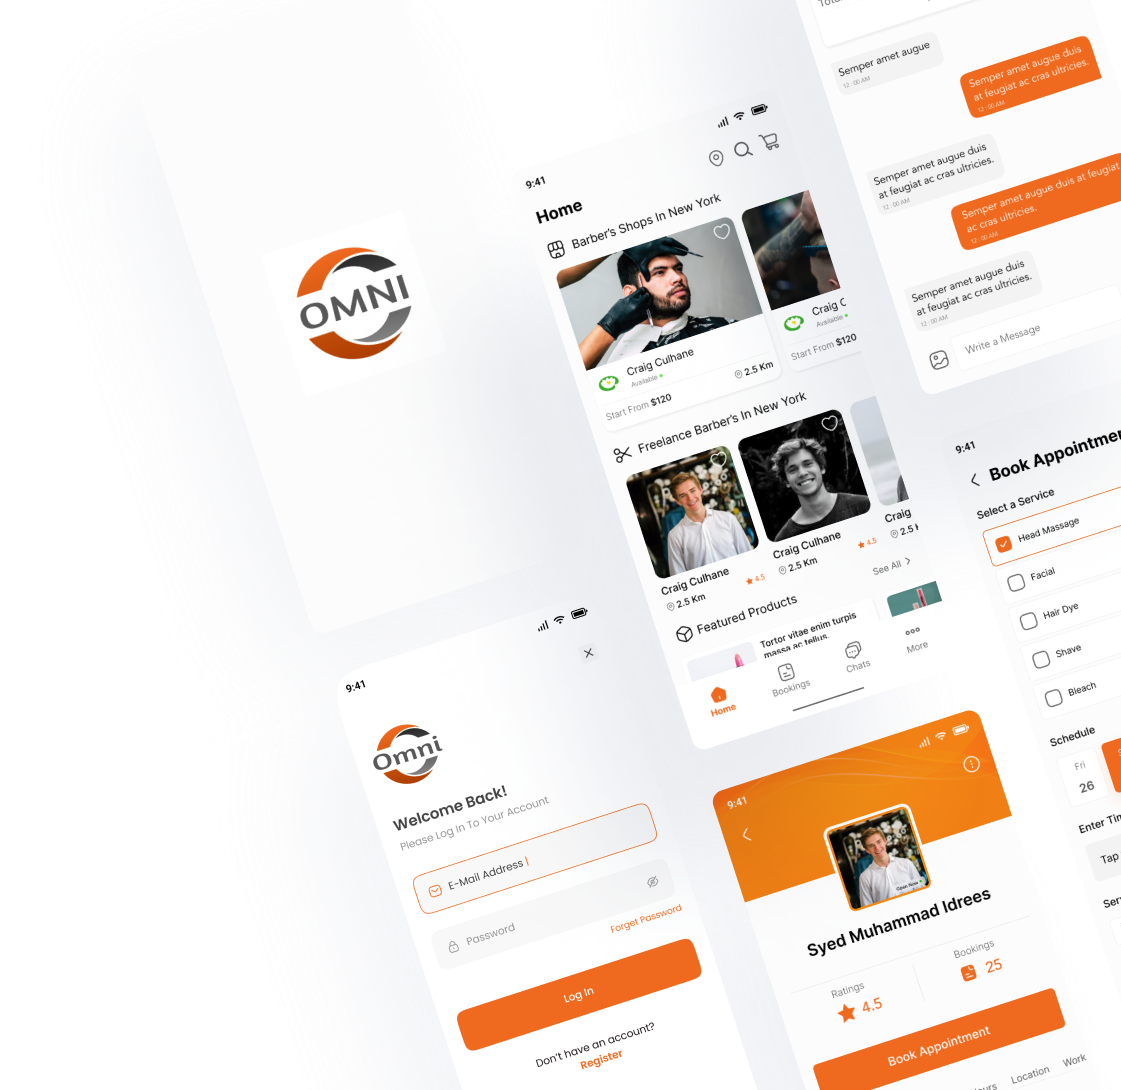 OMNI
9:41
Home
Barber's Shops In New York
Craig Culhane
Available
Start From $120
2.5 Km
Craig C
Available
Start From $120
Freelance Barber's In New York
Craig Culhane
2.5 Km
4.5
Craig Culhane
2.5 Km
4.5
Craig
2.5
See All
Featured Products
Tortor vitae enim turpis
massa ac tellus.
Home
Bookings
Chats
More
Semper amet augue
12 : 00 AM
Semper amet augue duis
at feugiat ac cras ultricies.
12 : 00 AM
Semper amet augue duis
at feugiat ac cras ultricies.
12 : 00 AM
Semper amet augue duis at feugiat
ac cras ultricies.
12 : 00 AM
Semper amet augue duis
at feugiat ac cras ultricies.
12 : 00 AM
Write a Message
9:41
Omni
Welcome Back!
Please Log In To Your Account
E-Mail Address
Password
Forget Password
Log In
Don't have an account?
Register
9:41
Open Now
Syed Muhammad Idrees
Ratings
4.5
Bookings
25
Book Appointment
Location
Work
9:41
Book Appointmen
Select a Service
Head Massage
Facial
Hair Dye
Shave
Bleach
Schedule
Fri
26
Enter Tim
Tap
Ser